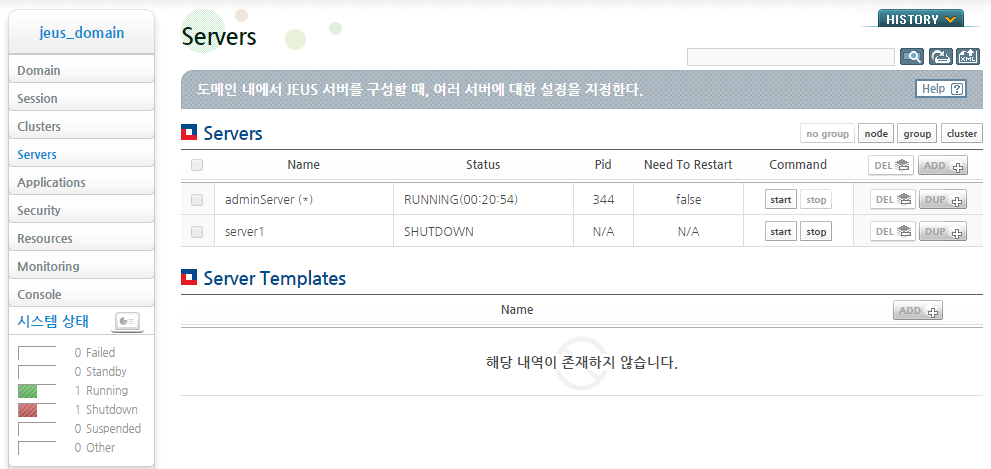 jeus_domain
Domain
Session
Clusters
Servers
Applications
Security
Resources
Monitoring
Console
시스템 상태
0 Failed
0 Standby
1 Running
1 Shutdown
0 Suspended
0 Other
HISTORY
Servers
XML
도메인 내에서 JEUS 서버를 구성할 때, 여러 서버에 대한 설정을 지정한다.
Help ?
Servers
no group node group cluster
Name Status Pid Need To Restart Command DEL ADD
adminServer (*) RUNNING(00:20:54) 344 false start stop DEL DUP
server1 SHUTDOWN N/A N/A start stop DEL DUP
Server Templates
Name ADD
해당 내역이 존재하지 않습니다.